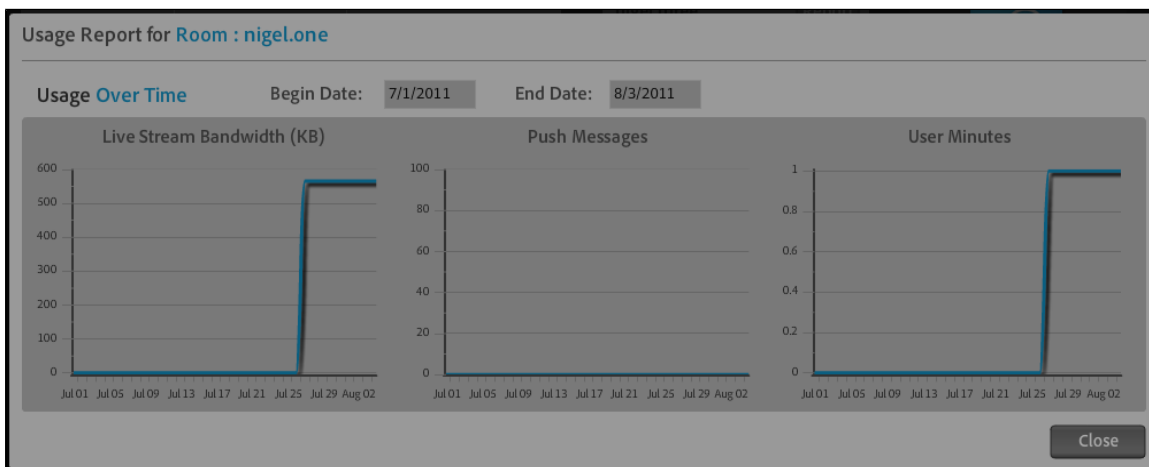 Usage Report for Room : nigel.one
Usage Over Time Begin Date: 7/1/2011 End Date: 8/3/2011
Live Stream Bandwidth (KB)
600
500
400
300
200
100
0
Jul 01 Jul 05 Jul 09 Jul 13 Jul 17 Jul 21 Jul 25 Jul 29 Aug 02
Push Messages
100
80
60
40
20
0
Jul 01 Jul 05 Jul 09 Jul 13 Jul 17 Jul 21 Jul 25 Jul 29 Aug 02
User Minutes
1
0.8
0.6
0.4
0.2
0
Jul 01 Jul 05 Jul 09 Jul 13 Jul 17 Jul 21 Jul 25 Jul 29 Aug 02
Close